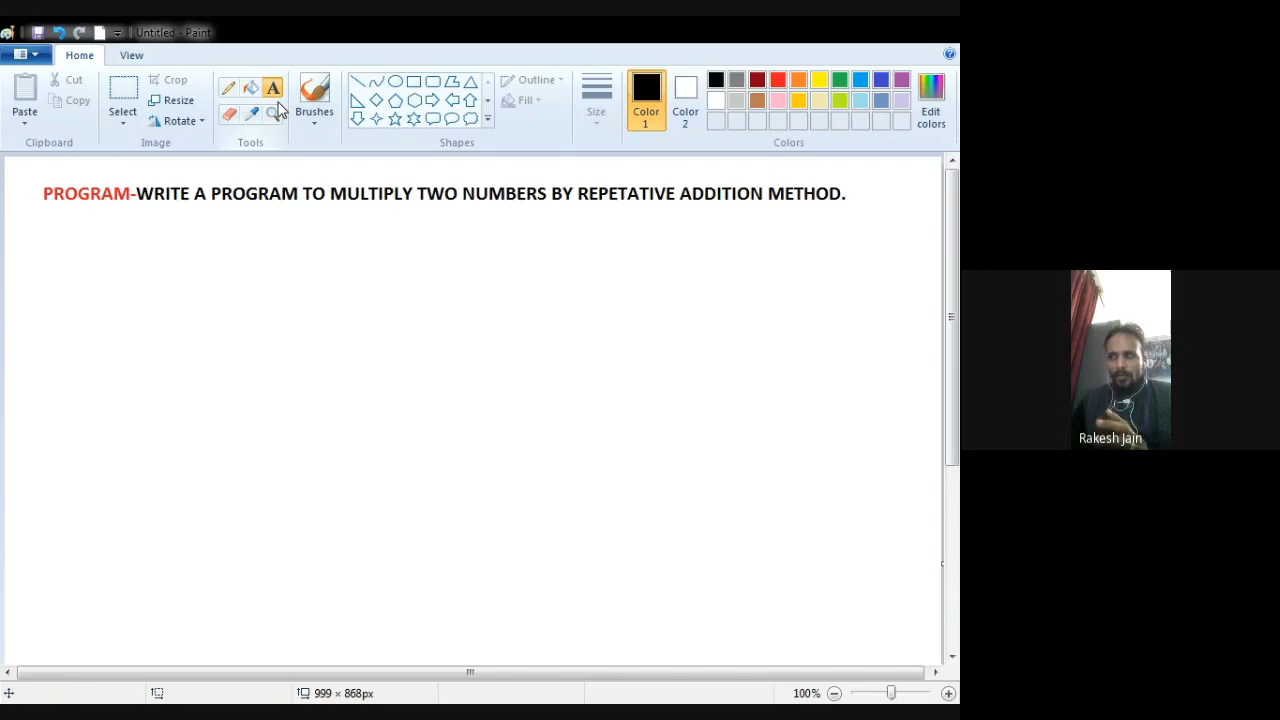 Untitled - Paint
Home View
Cut
Copy
Paste
Clipboard
Crop
Resize
Rotate
Select
Image
Tools
Brushes
Shapes
Outline
Fill
Size
Color 1
Color 2
Edit colors
Colors
PROGRAM-WRITE A PROGRAM TO MULTIPLY TWO NUMBERS BY REPETATIVE ADDITION METHOD.
Rakesh Jain
999 × 868px
100%